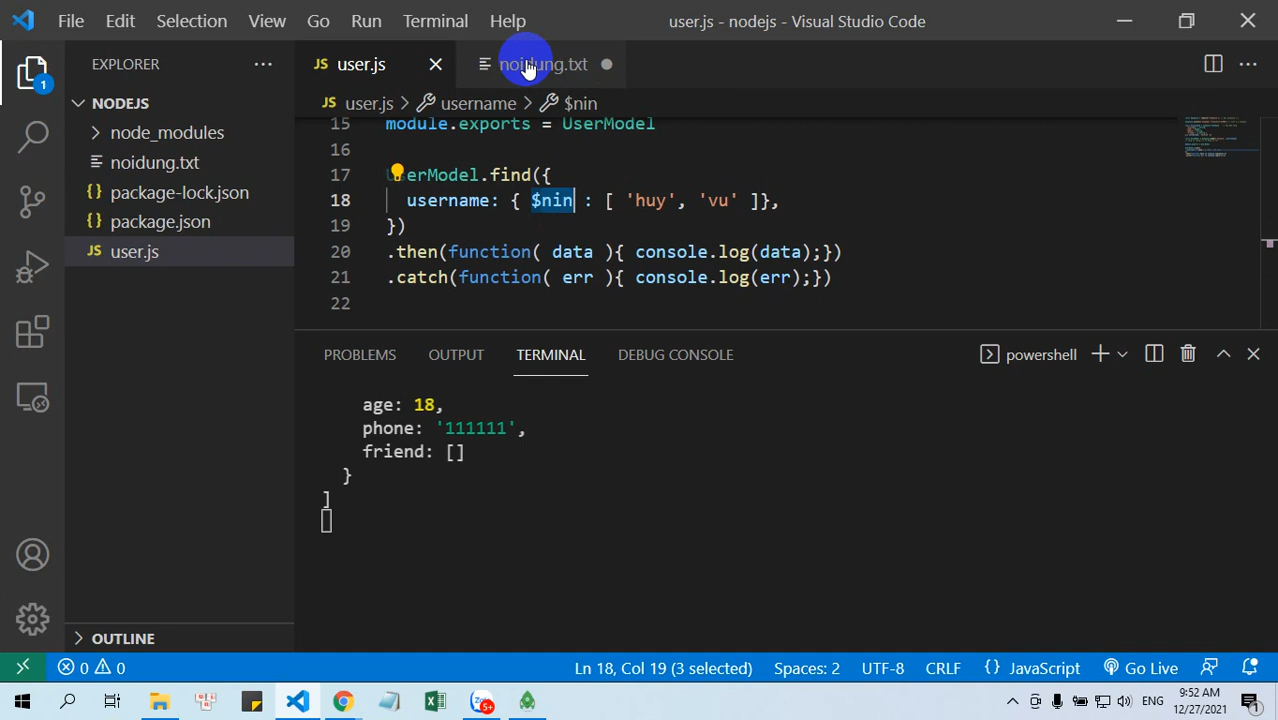 File Edit Selection View Go Run Terminal Help user.js - nodejs - Visual Studio Code
EXPLORER
NODEJS
node_modules
noidung.txt
package-lock.json
package.json
JS user.js
OUTLINE
1
JS user.js noidung.txt
JS user.js > username > $nin
15 module.exports = UserModel
16
17 erModel.find({
18 username: { $nin : [ 'huy', 'vu' ]},
19 })
20 .then(function( data ){ console.log(data);})
21 .catch(function( err ){ console.log(err);})
22
PROBLEMS OUTPUT TERMINAL DEBUG CONSOLE powershell
age: 18,
phone: '111111',
friend: []
}
]
0 0 Ln 18, Col 19 (3 selected) Spaces: 2 UTF-8 CRLF {} JavaScript Go Live
5+ ENG 9:52 AM
12/27/2021 1